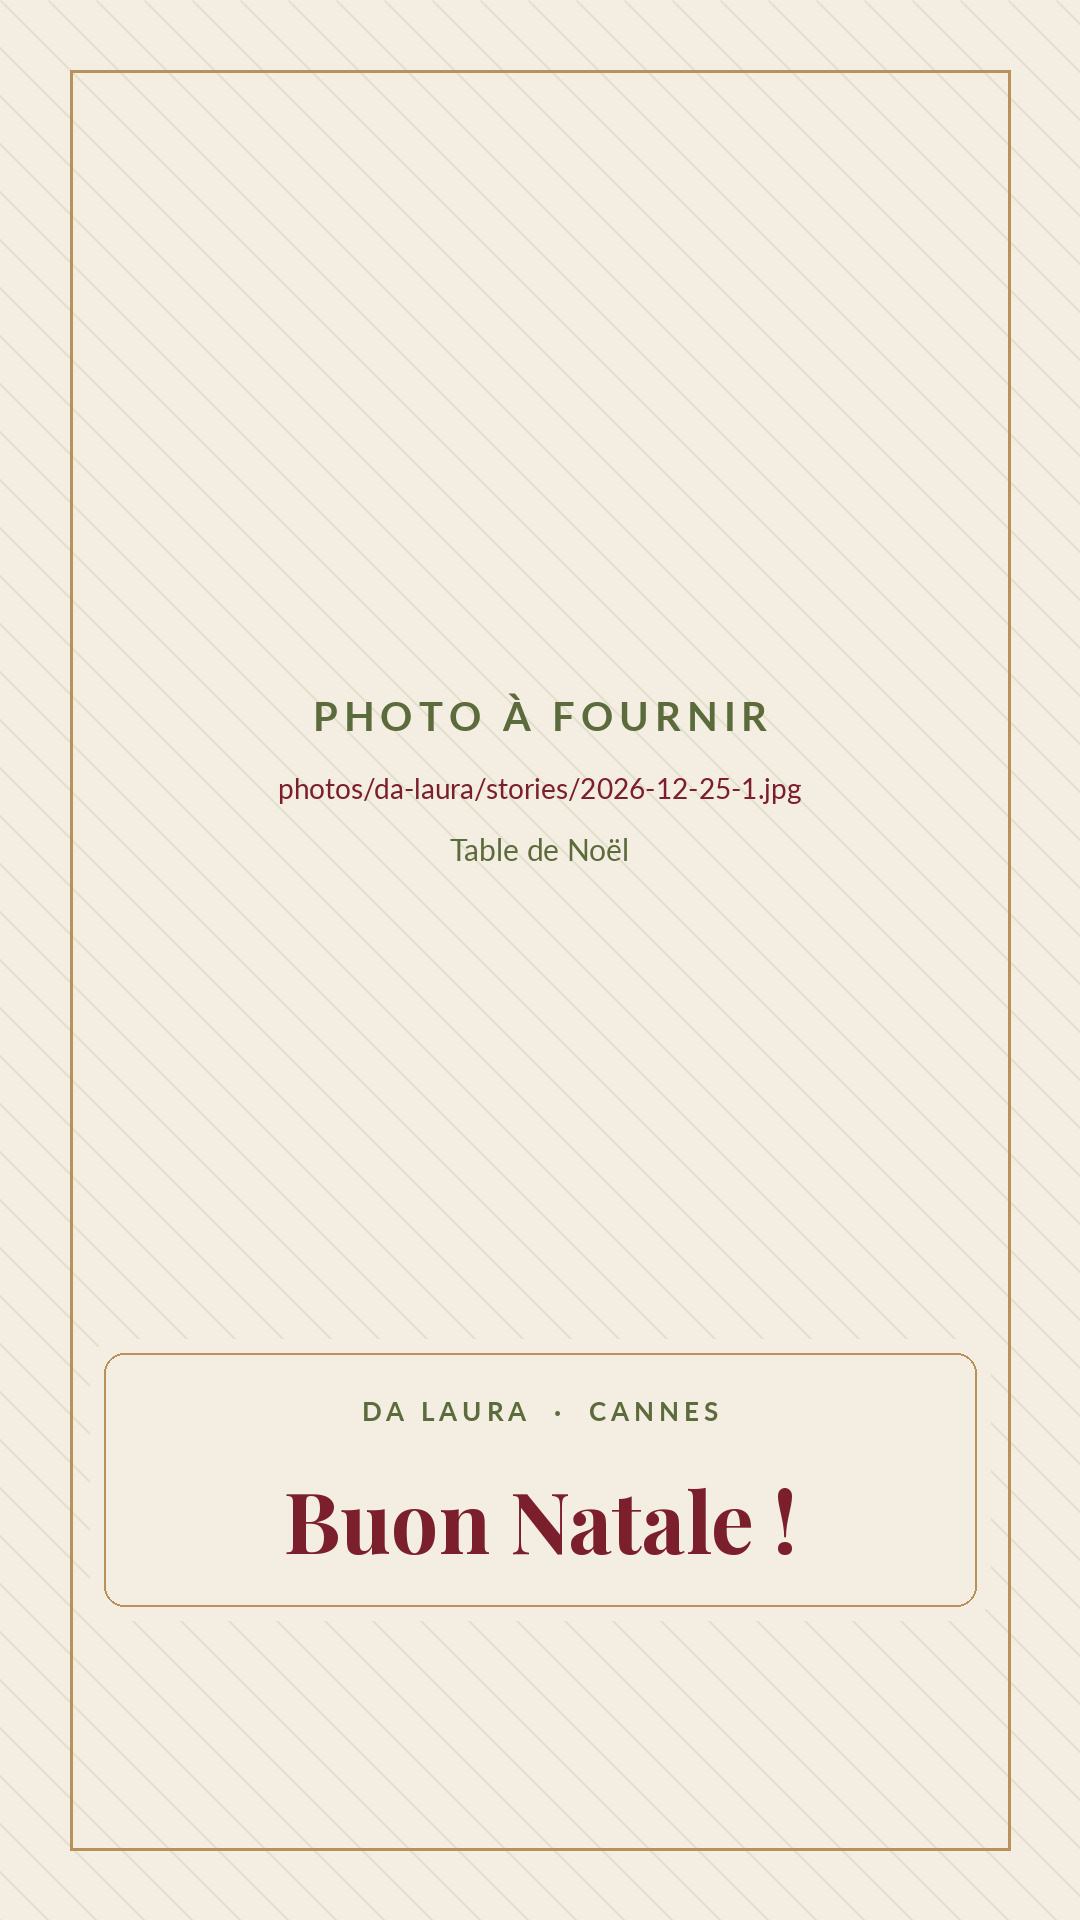 PHOTO À FOURNIR
photos/da-laura/stories/2026-12-25-1.jpg
Table de Noël
DA LAURA · CANNES
Buon Natale !